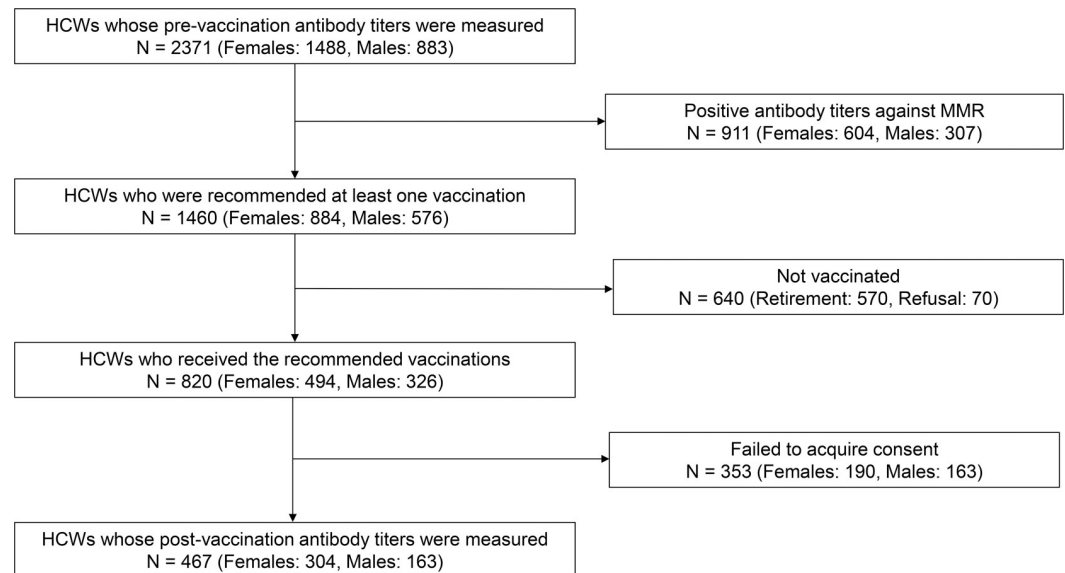 HCWs whose pre-vaccination antibody titers were measured
N = 2371 (Females: 1488, Males: 883)
Positive antibody titers against MMR
N = 911 (Females: 604, Males: 307)
HCWs who were recommended at least one vaccination
N = 1460 (Females: 884, Males: 576)
Not vaccinated
N = 640 (Retirement: 570, Refusal: 70)
HCWs who received the recommended vaccinations
N = 820 (Females: 494, Males: 326)
Failed to acquire consent
N = 353 (Females: 190, Males: 163)
HCWs whose post-vaccination antibody titers were measured
N = 467 (Females: 304, Males: 163)